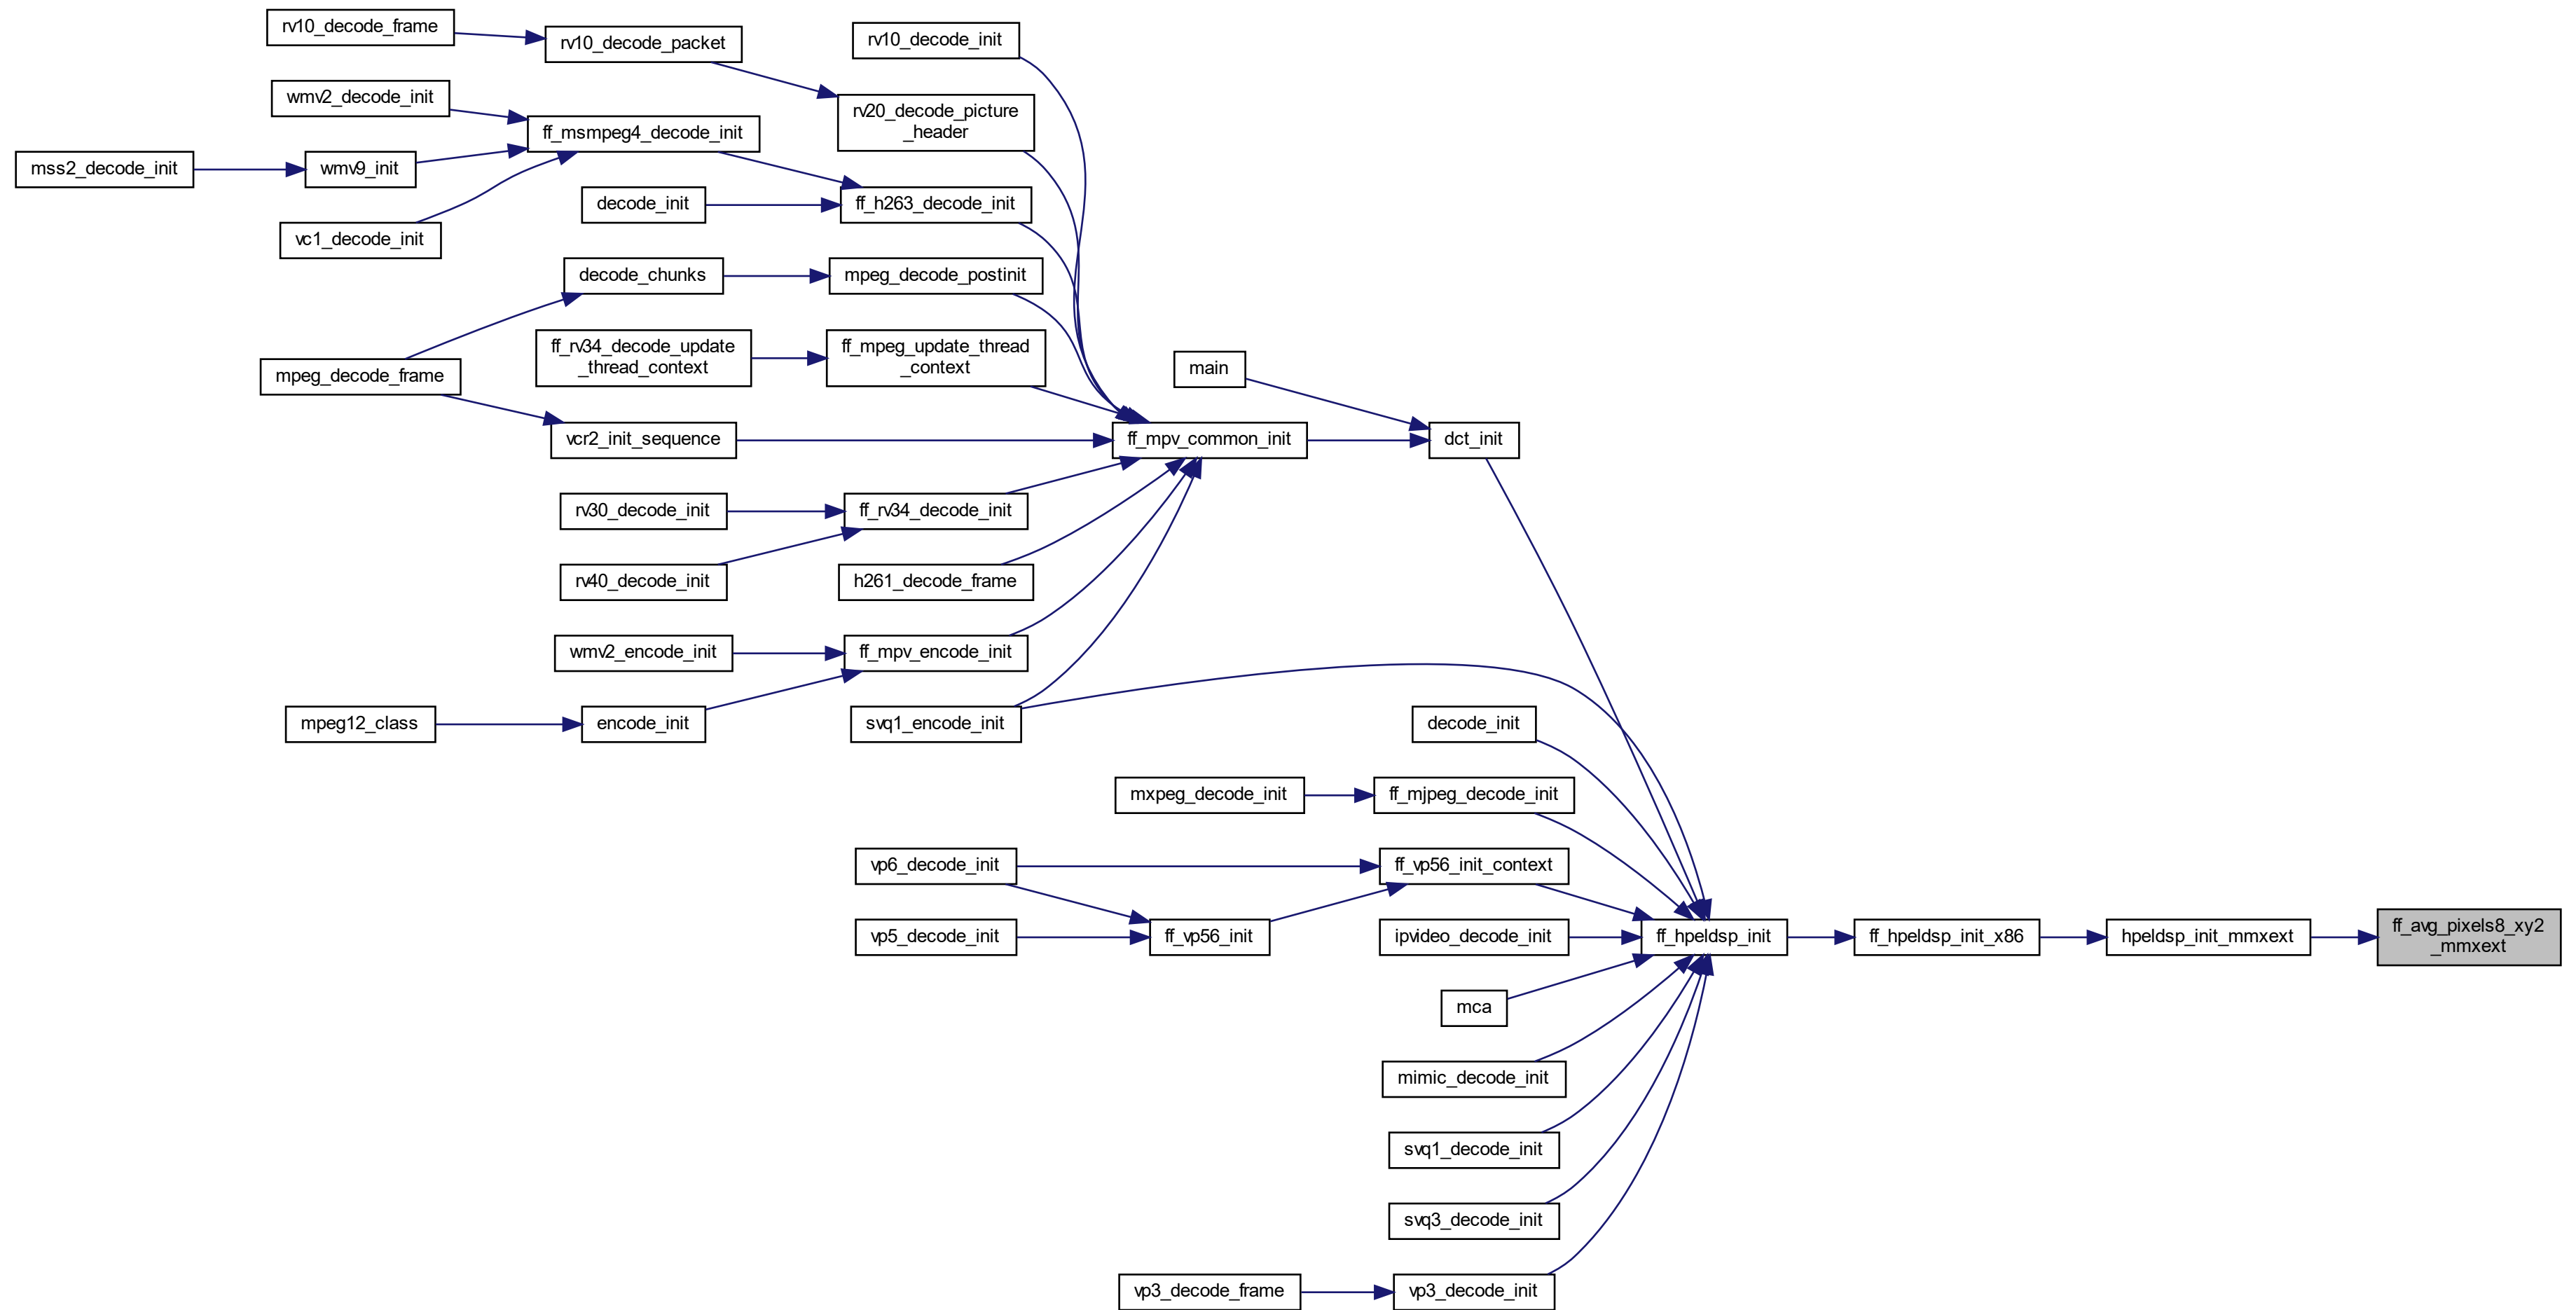 rv10_decode_frame
rv10_decode_packet
rv10_decode_init
wmv2_decode_init
rv20_decode_picture
_header
ff_msmpeg4_decode_init
mss2_decode_init
wmv9_init
decode_init
ff_h263_decode_init
vc1_decode_init
decode_chunks
mpeg_decode_postinit
ff_rv34_decode_update
_thread_context
ff_mpeg_update_thread
_context
mpeg_decode_frame
main
vcr2_init_sequence
ff_mpv_common_init
dct_init
rv30_decode_init
ff_rv34_decode_init
rv40_decode_init
h261_decode_frame
wmv2_encode_init
ff_mpv_encode_init
mpeg12_class
encode_init
svq1_encode_init
decode_init
mxpeg_decode_init
ff_mjpeg_decode_init
vp6_decode_init
ff_vp56_init_context
vp5_decode_init
ff_vp56_init
ipvideo_decode_init
ff_hpeldsp_init
ff_hpeldsp_init_x86
hpeldsp_init_mmxext
ff_avg_pixels8_xy2
_mmxext
mca
mimic_decode_init
svq1_decode_init
svq3_decode_init
vp3_decode_frame
vp3_decode_init